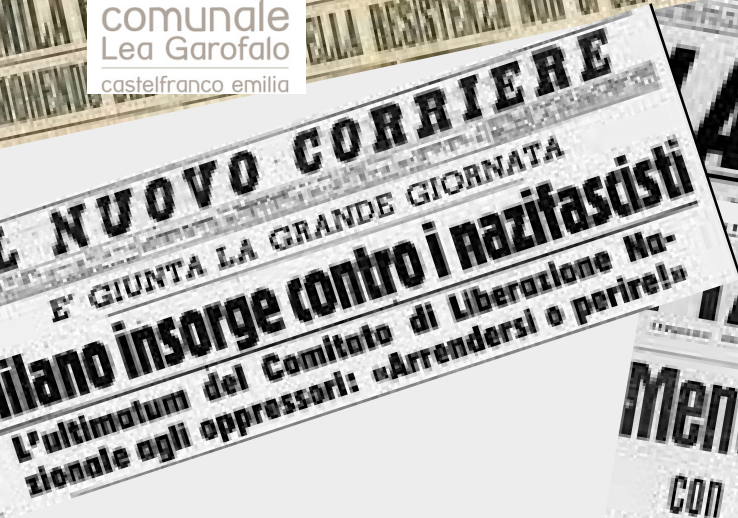 comunale
Lea Garofalo
castelfranco emilia
NUOVO CORRIERE
E' GIUNTA LA GRANDE GIORNATA
ilano insorge contro i nazifascisti
L'ultimatum del Comitato di Liberazione Na-
zionale agli oppressori: «Arrendersi o perire!»
Men
con